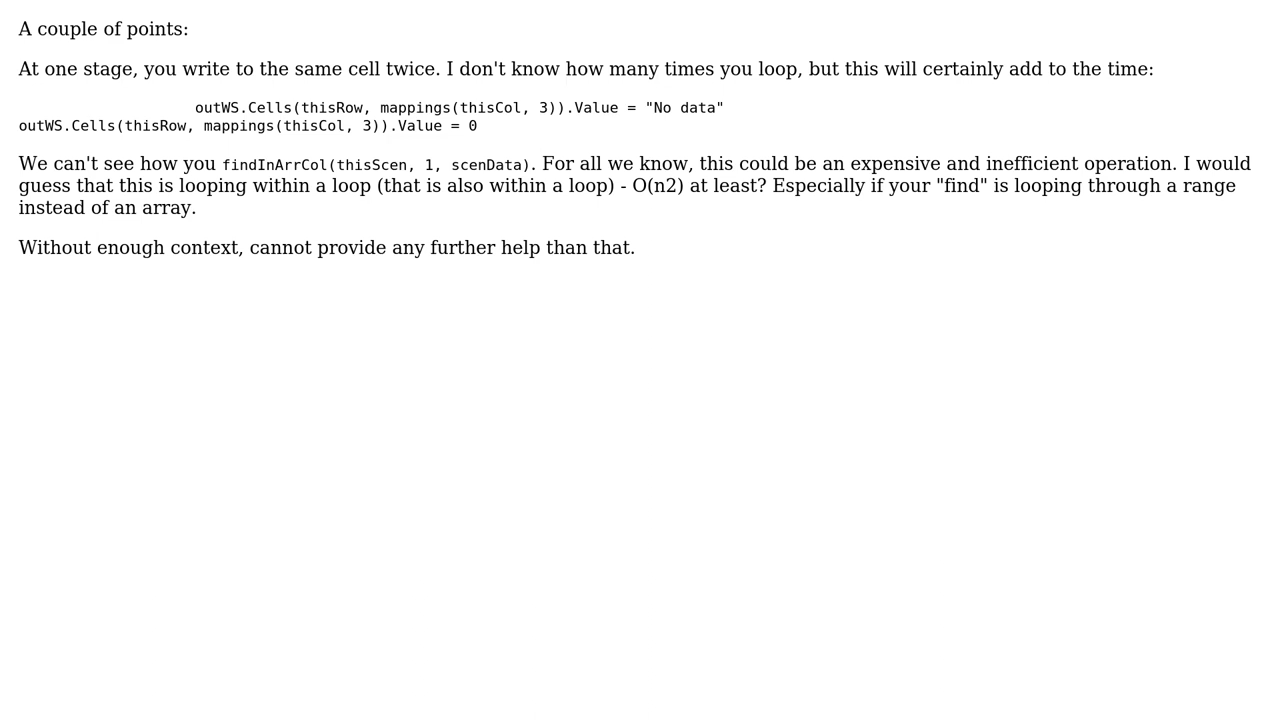 A couple of points:
At one stage, you write to the same cell twice. I don't know how many times you loop, but this will certainly add to the time:
outWS.Cells(thisRow, mappings(thisCol, 3)).Value = "No data"
outWS.Cells(thisRow, mappings(thisCol, 3)).Value = 0
We can't see how you findInArrCol(thisScen, 1, scenData). For all we know, this could be an expensive and inefficient operation. I would
guess that this is looping within a loop (that is also within a loop) - O(n2) at least? Especially if your "find" is looping through a range
instead of an array.
Without enough context, cannot provide any further help than that.